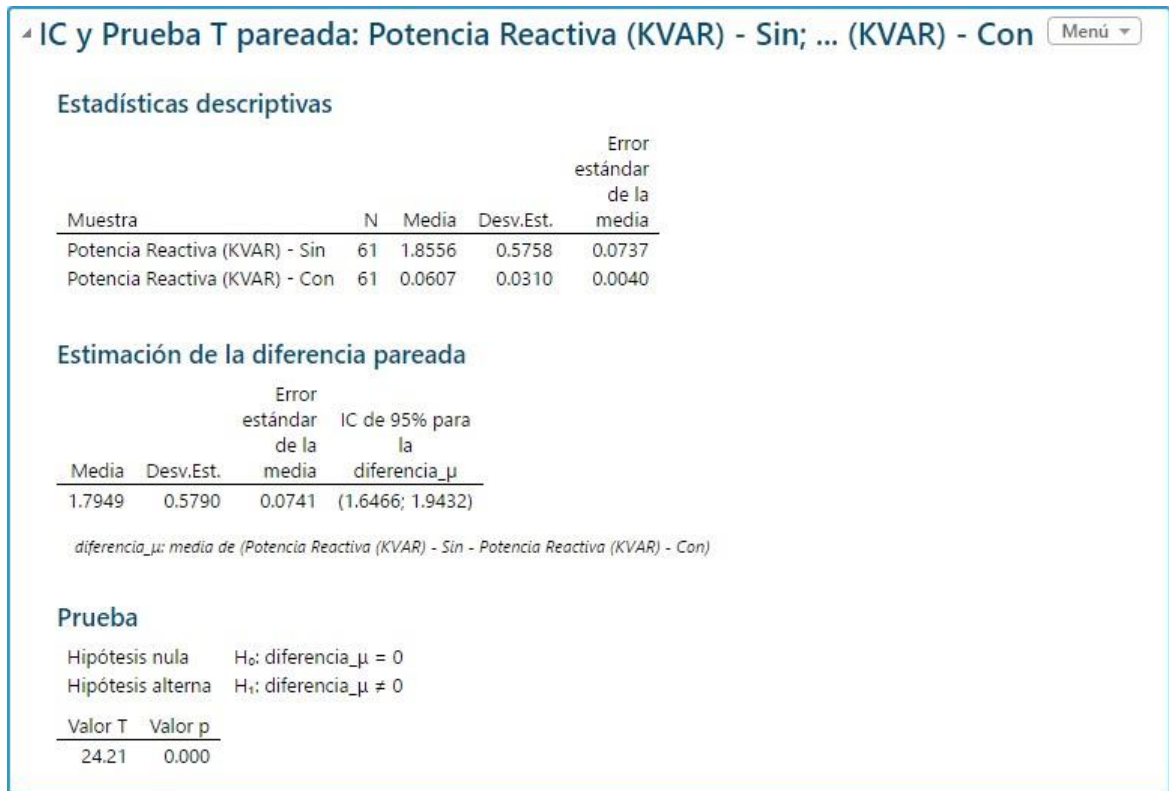 IC y Prueba T pareada: Potencia Reactiva (KVAR) - Sin; ... (KVAR) - Con Menú
Estadísticas descriptivas
Error
estándar
de la
Muestra N Media Desv.Est. media
Potencia Reactiva (KVAR) - Sin 61 1.8556 0.5758 0.0737
Potencia Reactiva (KVAR) - Con 61 0.0607 0.0310 0.0040
Estimación de la diferencia pareada
Error
estándar IC de 95% para
de la la
Media Desv.Est. media diferencia_µ
1.7949 0.5790 0.0741 (1.6466; 1.9432)
diferencia_µ: media de (Potencia Reactiva (KVAR) - Sin - Potencia Reactiva (KVAR) - Con)
Prueba
Hipótesis nula H₀: diferencia_µ = 0
Hipótesis alterna H₁: diferencia_µ ≠ 0
Valor T Valor p
24.21 0.000